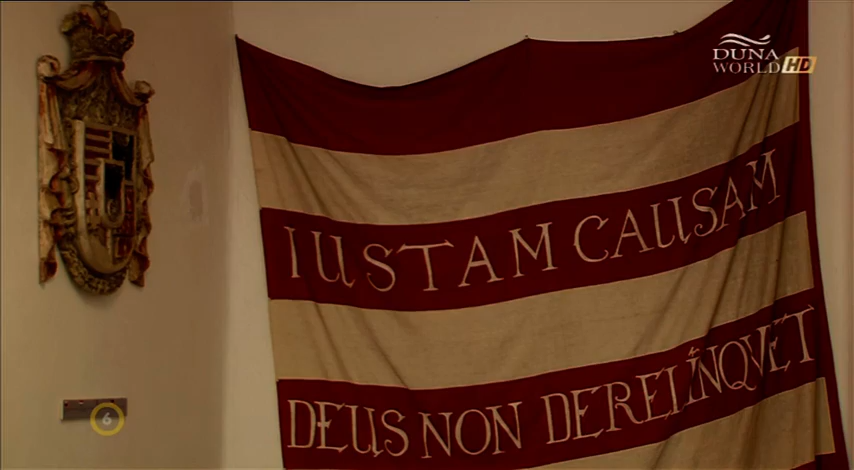 DUNA
WORLD HD
IUSTAM CAUSAM
DEUS NON DERELINQVET
6